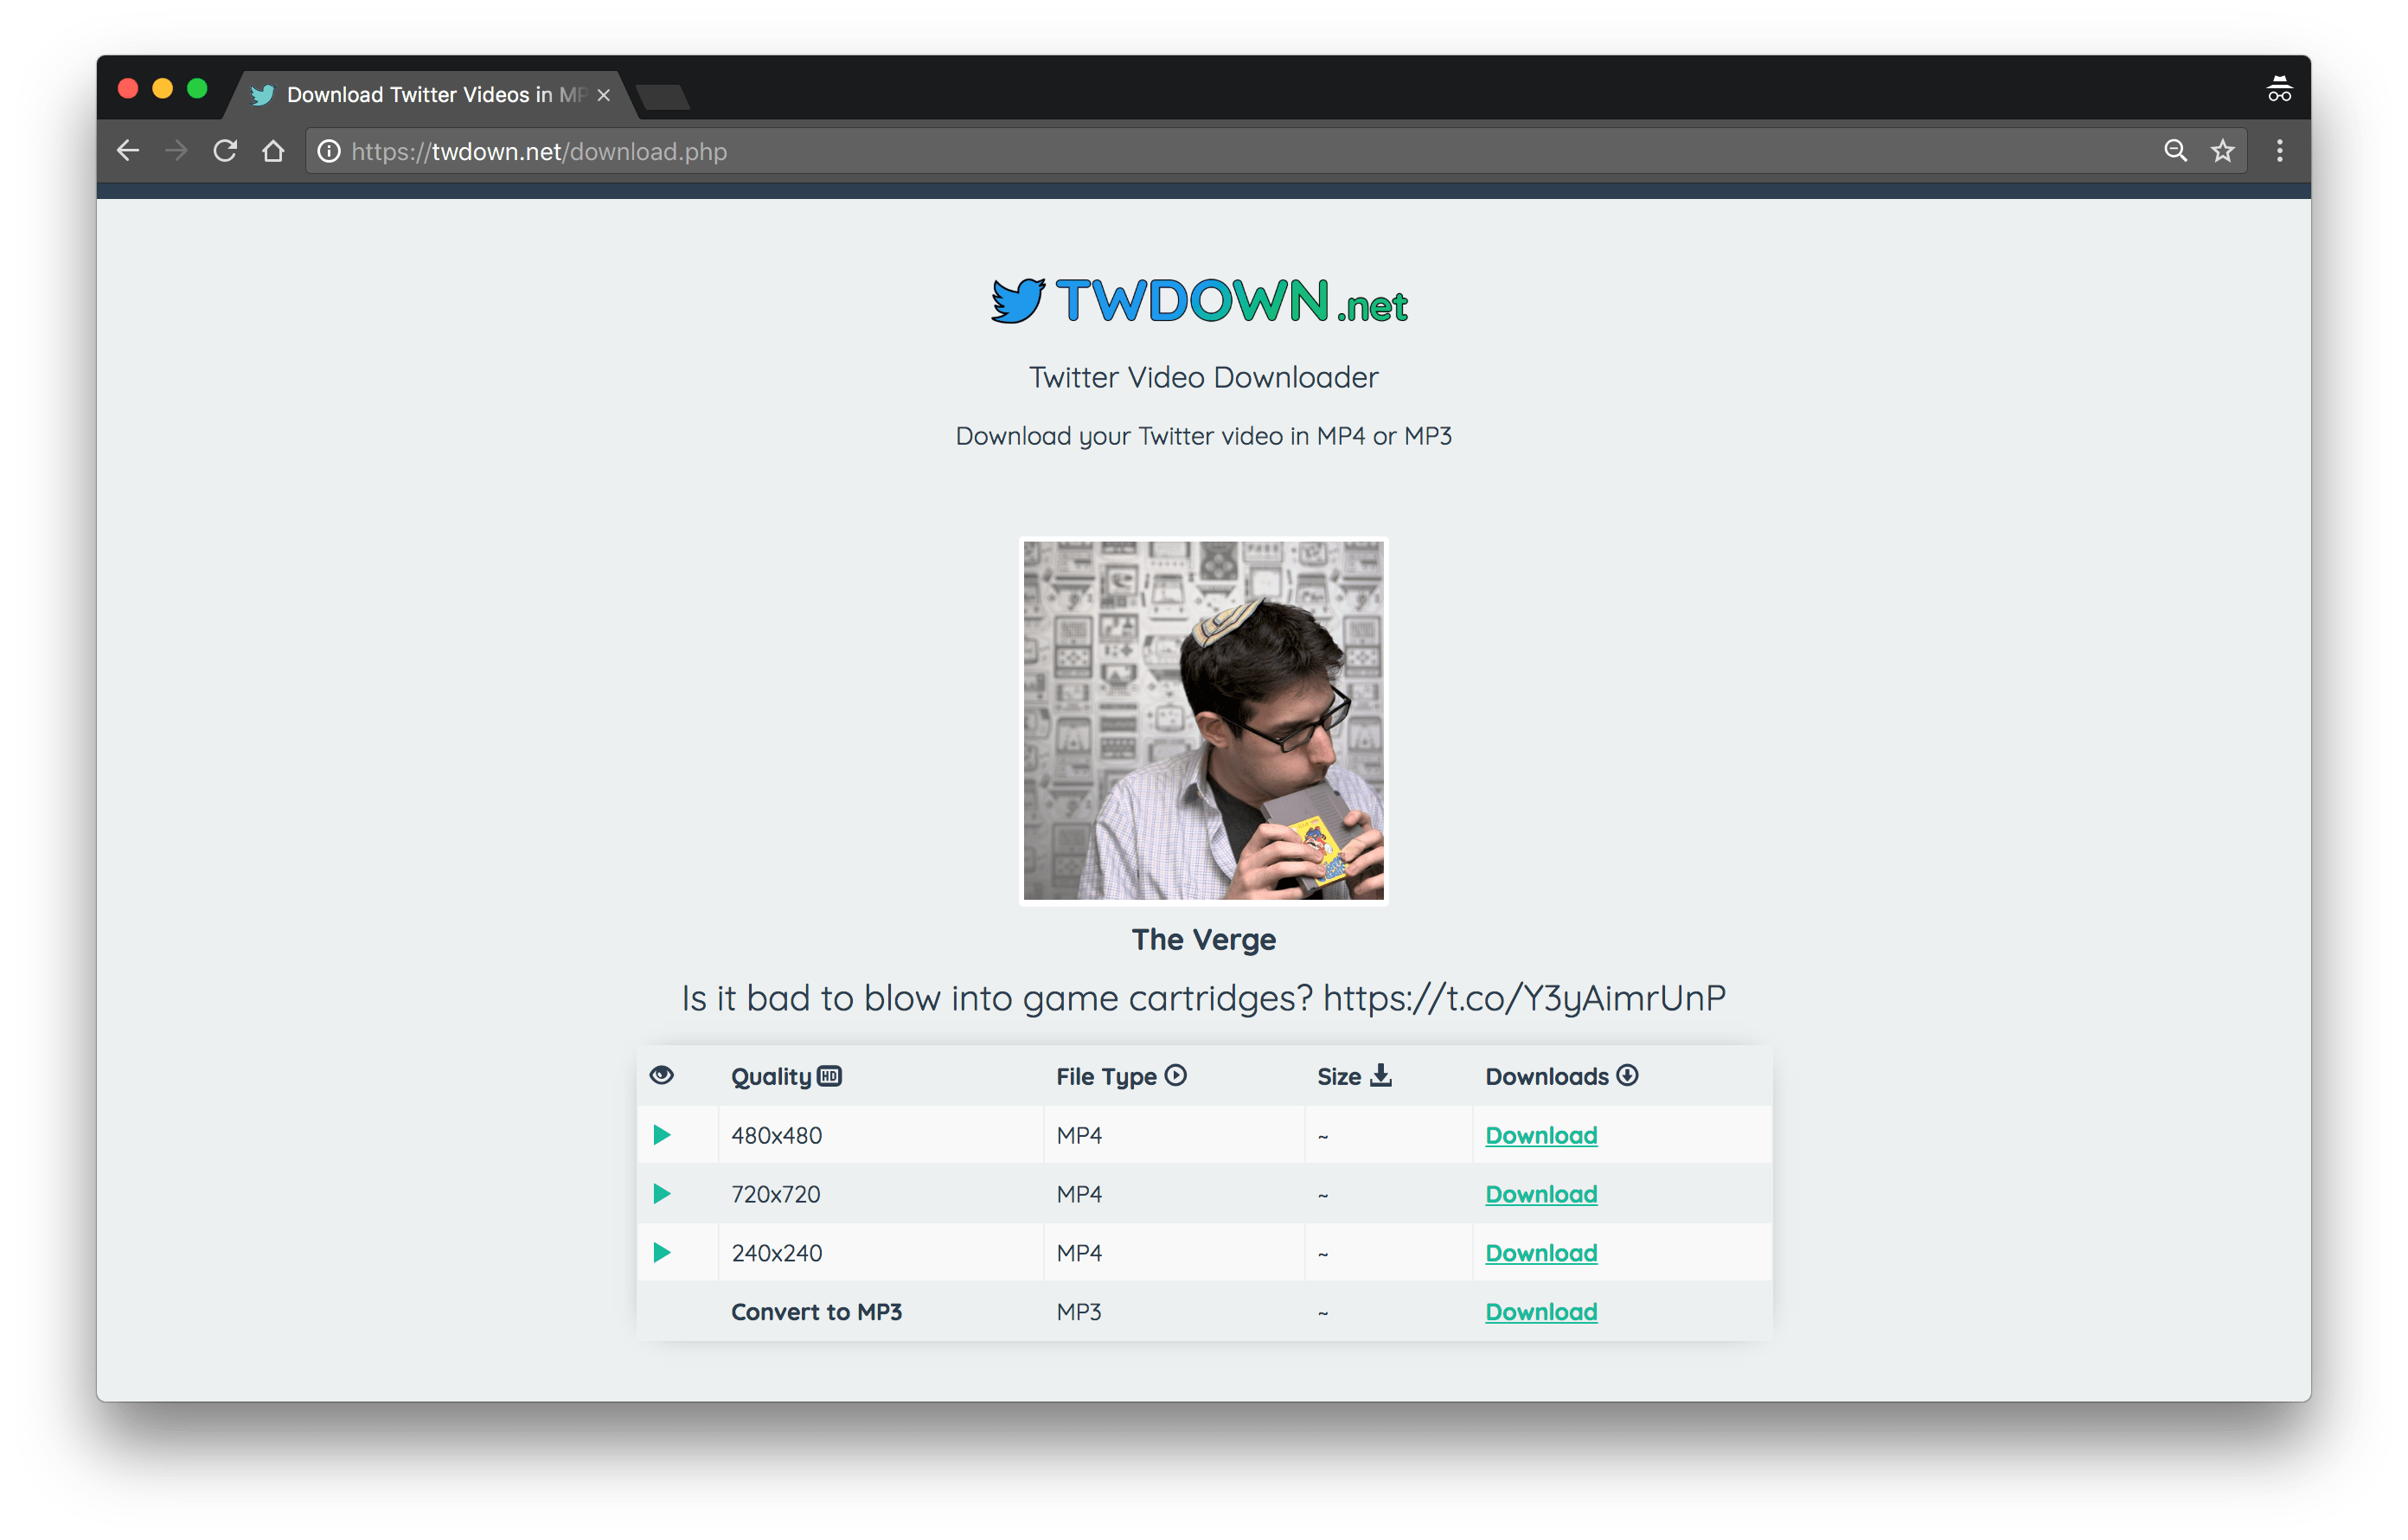 Download Twitter Videos in MP
https://twdown.net/download.php
TWDOWN.net
Twitter Video Downloader
Download your Twitter video in MP4 or MP3
The Verge
Is it bad to blow into game cartridges? https://t.co/Y3yAimrUnP
Quality HD File Type Size Downloads
480x480 MP4 ~ Download
720x720 MP4 ~ Download
240x240 MP4 ~ Download
Convert to MP3 MP3 ~ Download